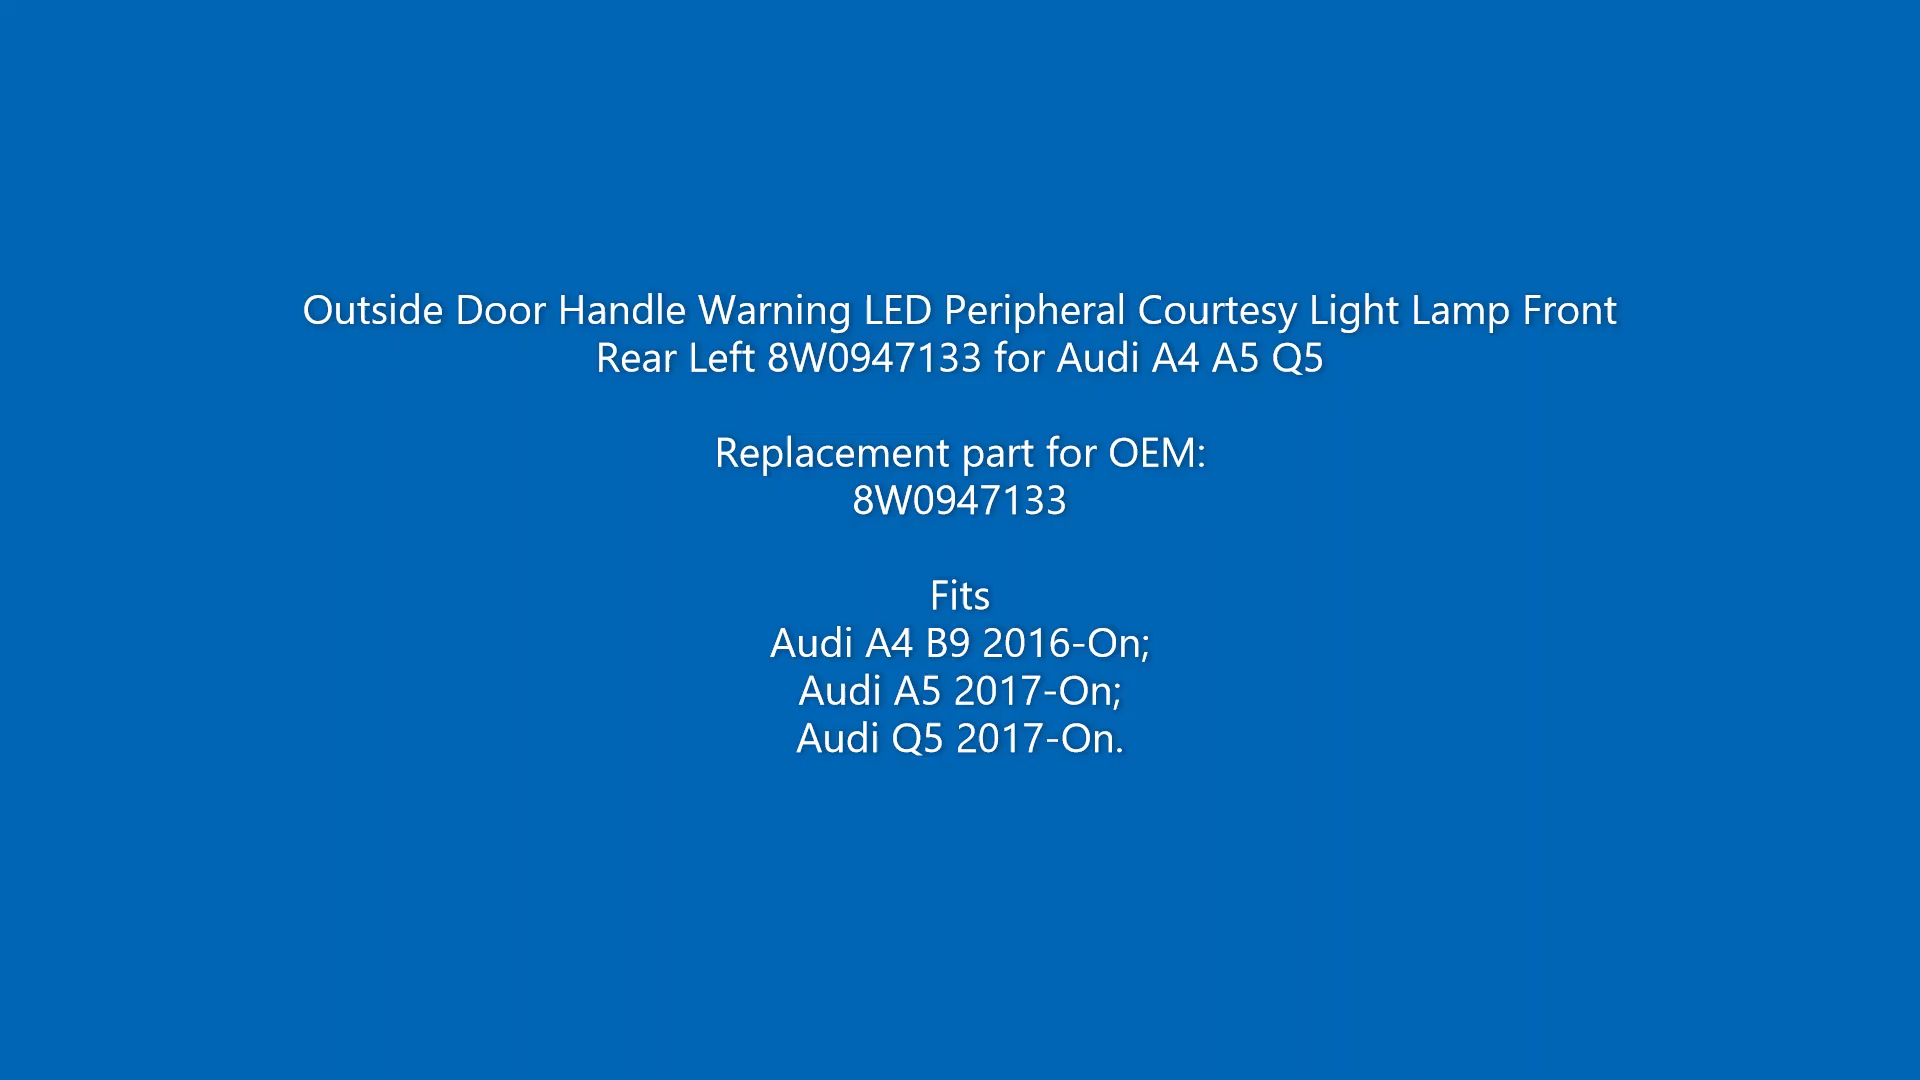 Outside Door Handle Warning LED Peripheral Courtesy Light Lamp Front
Rear Left 8W0947133 for Audi A4 A5 Q5
Replacement part for OEM:
8W0947133
Fits
Audi A4 B9 2016-On;
Audi A5 2017-On;
Audi Q5 2017-On.